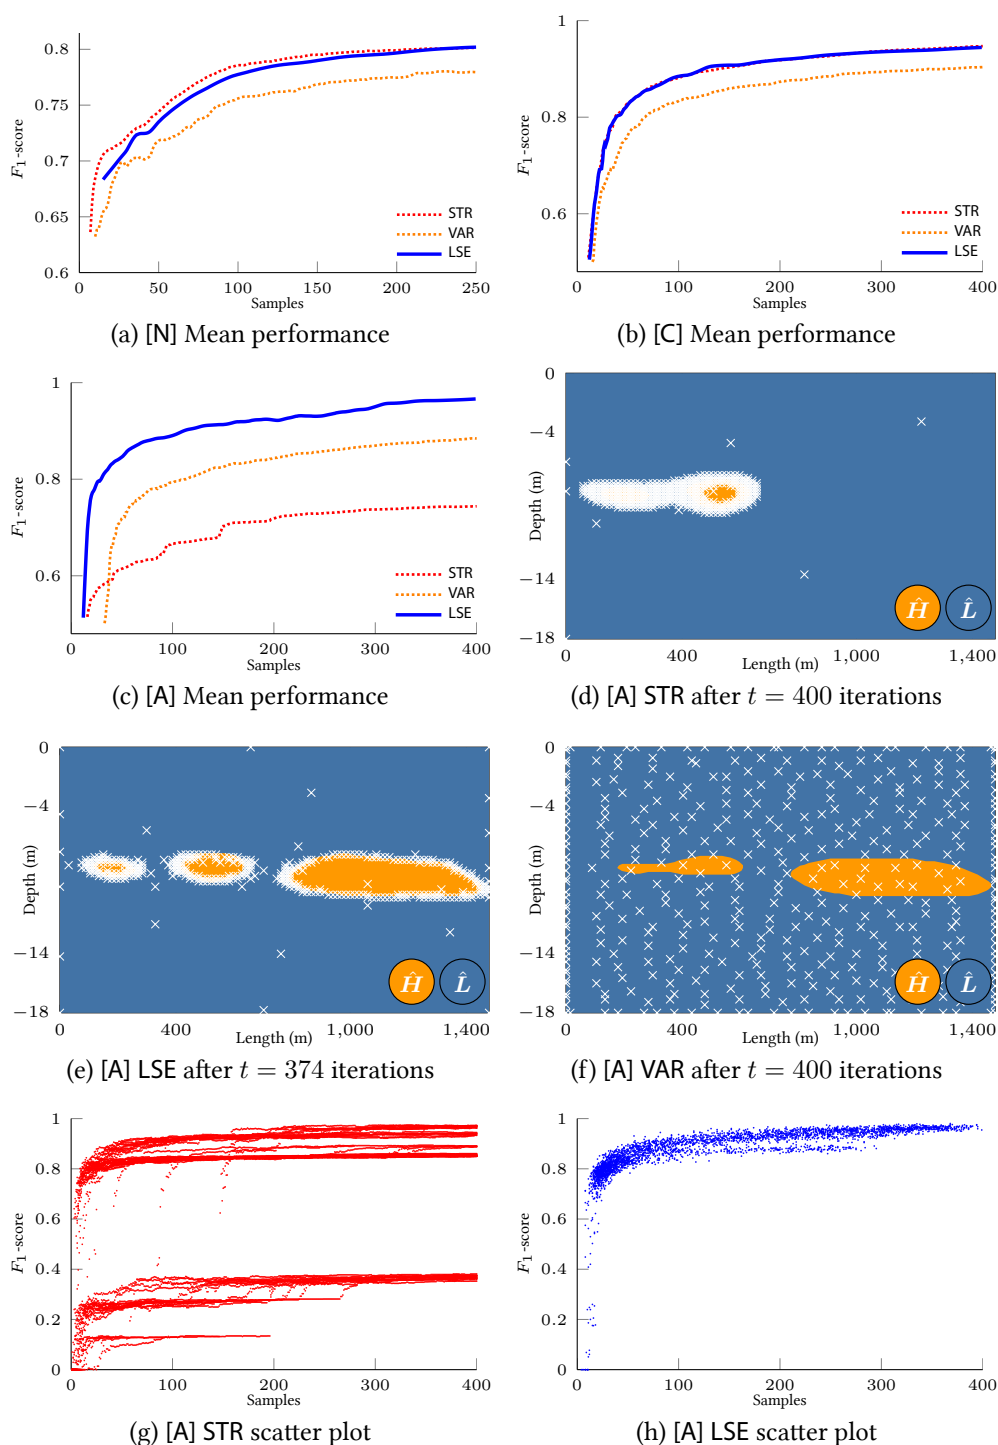 0.8
0.75
0.7
0.65
0.6
F1-score
STR
VAR
LSE
0 50 100 150 200 250
Samples
(a) [N] Mean performance
1
0.8
0.6
F1-score
STR
VAR
LSE
0 100 200 300 400
Samples
(b) [C] Mean performance
1
0.8
0.6
F1-score
STR
VAR
LSE
0 100 200 300 400
Samples
(c) [A] Mean performance
0
−4
−14
−18
Depth (m)
Ĥ L̂
0 400 1,000 1,400
Length (m)
(d) [A] STR after t = 400 iterations
0
−4
−14
−18
Depth (m)
Ĥ L̂
0 400 1,000 1,400
Length (m)
(e) [A] LSE after t = 374 iterations
0
−4
−14
−18
Depth (m)
Ĥ L̂
0 400 1,000 1,400
Length (m)
(f) [A] VAR after t = 400 iterations
1
0.8
0.6
0.4
0.2
0
F1-score
0 100 200 300 400
Samples
(g) [A] STR scatter plot
1
0.8
0.6
0.4
0.2
0
F1-score
0 100 200 300 400
Samples
(h) [A] LSE scatter plot